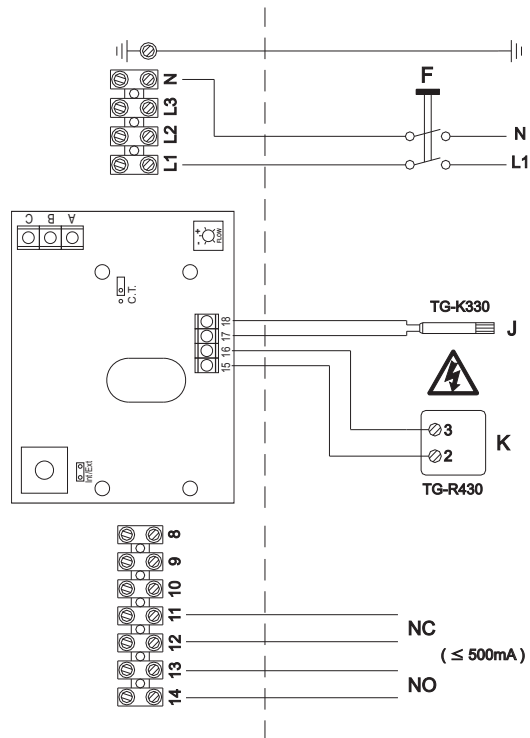 F
N
L3
L2
L1
N
L1
C B A
+
-
FLOW
C.T.
18
17
16
15
TG-K330
J
3
2
K
TG-R430
Int/Ext
8
9
10
11
12
13
14
NC
( ≤ 500mA )
NO